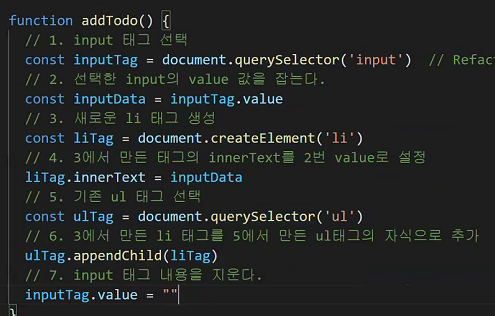 function addTodo() {
// 1. input 태그 선택
const inputTag = document.querySelector('input')  // Refac
// 2. 선택한 input의 value 값을 잡는다.
const inputData = inputTag.value
// 3. 새로운 li 태그 생성
const liTag = document.createElement('li')
// 4. 3에서 만든 태그의 innerText를 2번 value로 설정
liTag.innerText = inputData
// 5. 기존 ul 태그 선택
const ulTag = document.querySelector('ul')
// 6. 3에서 만든 li 태그를 5에서 만든 ul태그의 자식으로 추가
ulTag.appendChild(liTag)
// 7. input 태그 내용을 지운다.
inputTag.value = ""
}